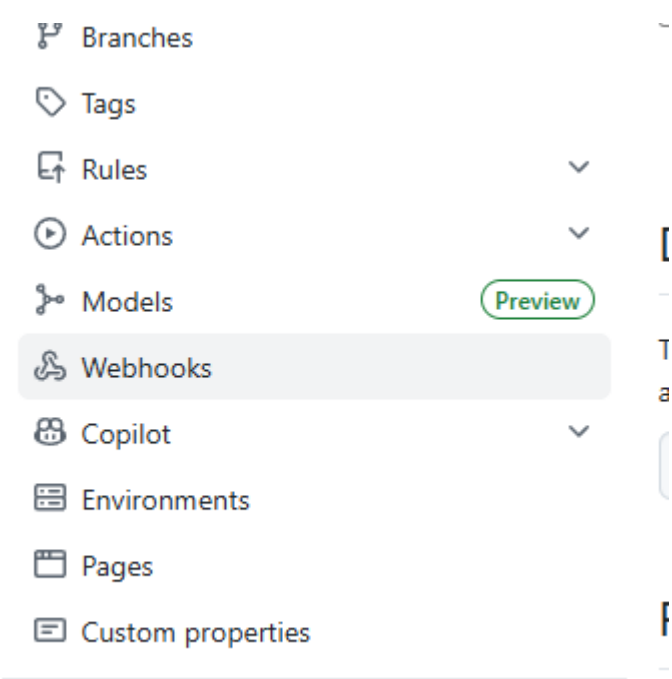 Branches
Tags
Rules
Actions
Models
Preview
Webhooks
Copilot
Environments
Pages
Custom properties